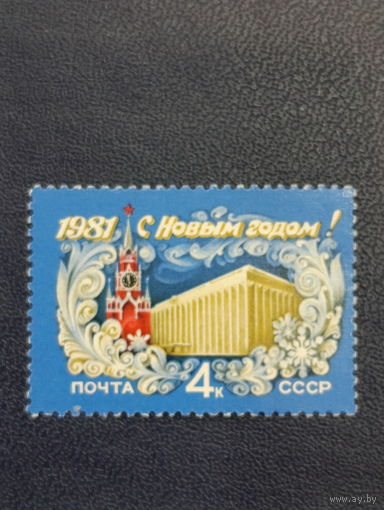 1981 С Новым годом!
ПОЧТА 4к СССР
www.ay.by